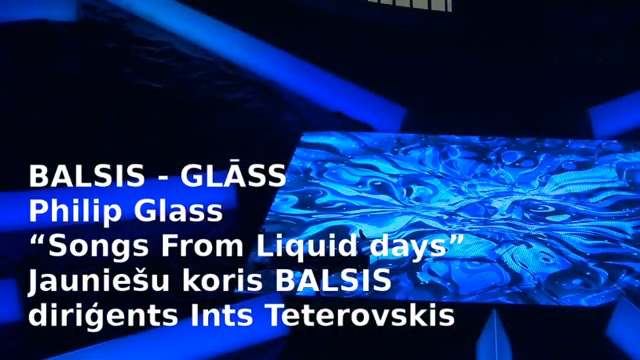 BALSIS - GLĀSS
Philip Glass
“Songs From Liquid days”
Jauniešu koris BALSIS
diriģents Ints Teterovskis